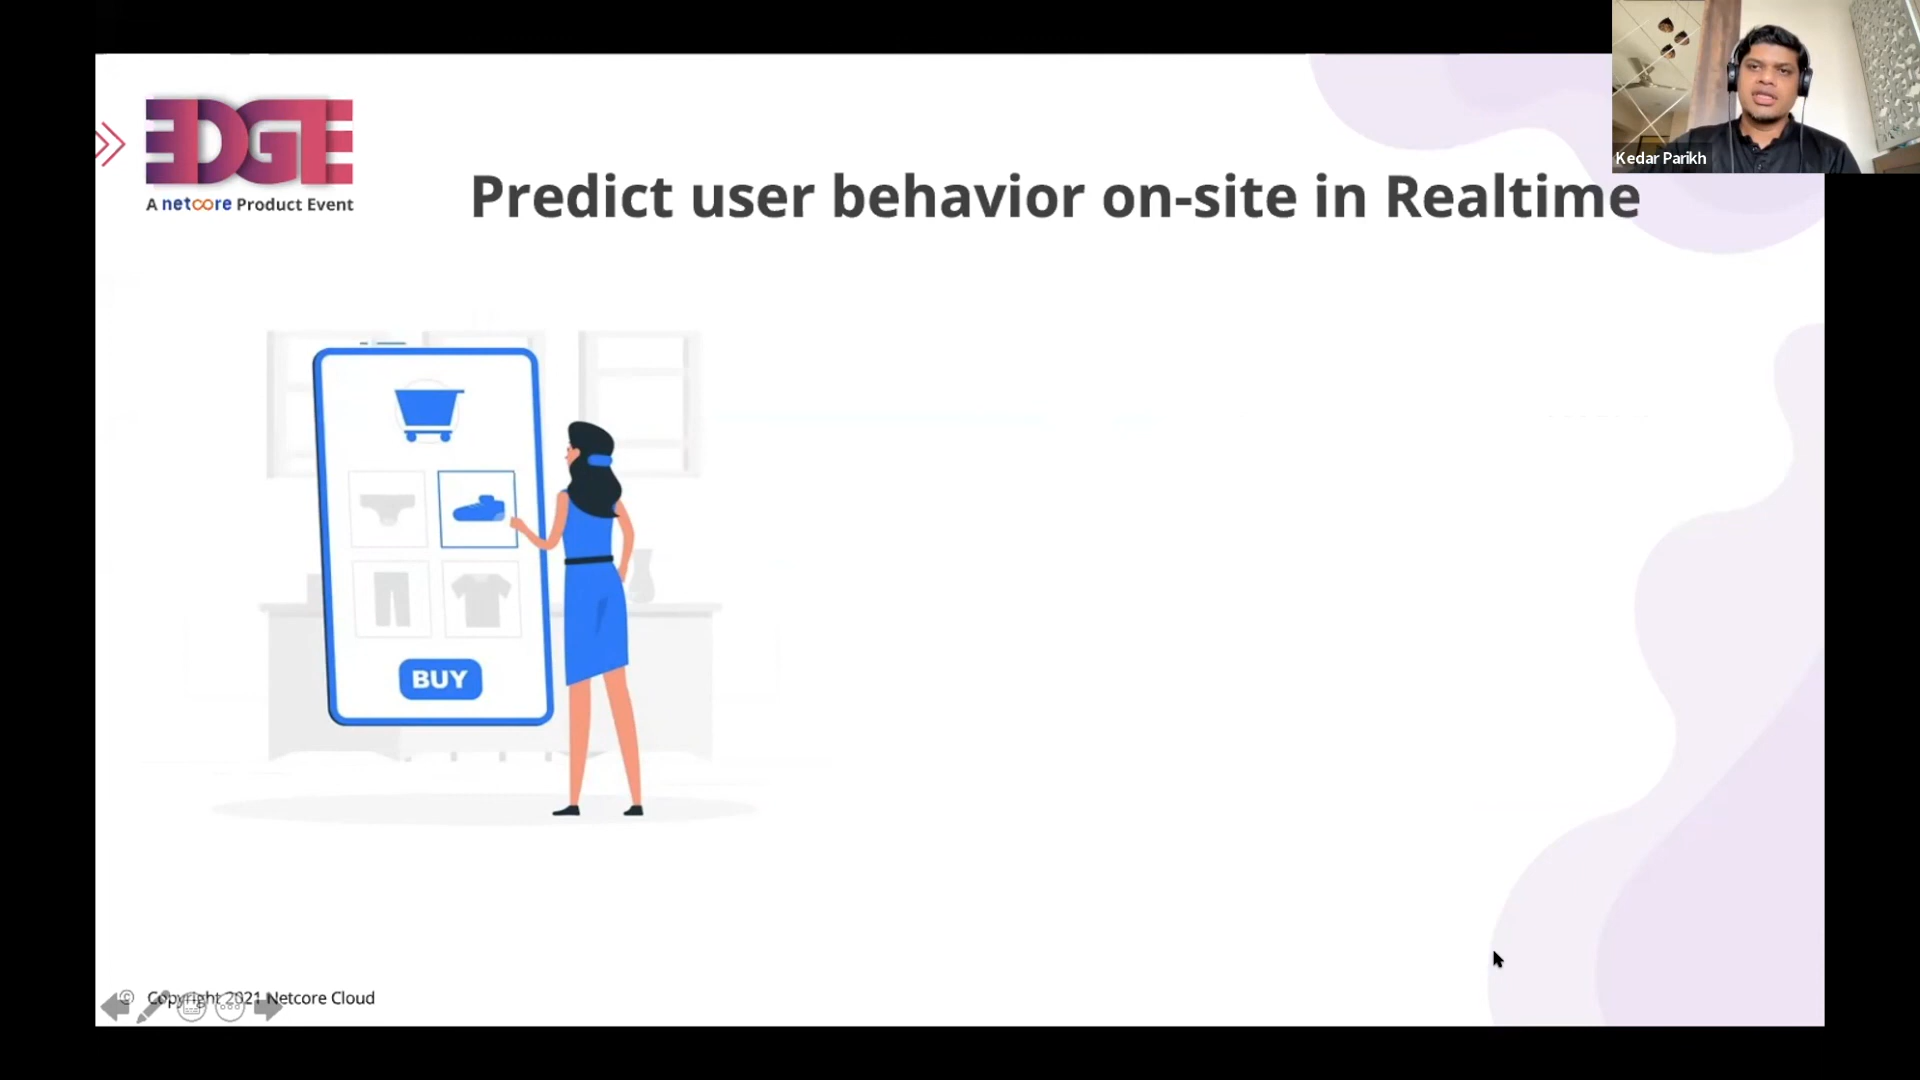 EDGE
A netcore Product Event
Kedar Parikh
Predict user behavior on-site in Realtime
BUY
© Copyright 2021 Netcore Cloud